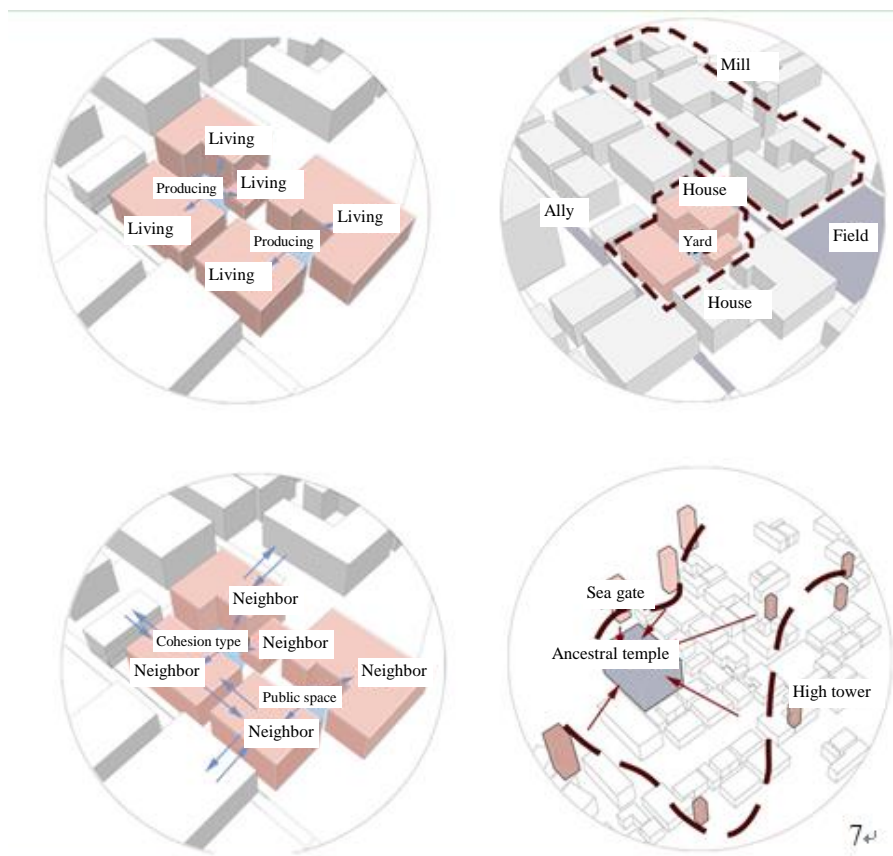 Living
Producing
Living
Living
Living
Producing
Living
Mill
House
Ally
Yard
Field
House
Neighbor
Cohesion type
Neighbor
Neighbor
Neighbor
Public space
Neighbor
Sea gate
Ancestral temple
High tower
7↵